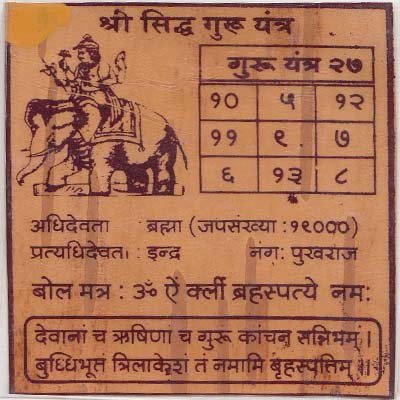 श्री सिद्ध गुरू यंत्र
गुरू यंत्र २७
१० ५ १२
११ ९ ७
६ १३ ८
अधिदेवता ब्रह्मा (जपसंख्या :१९०००)
प्रत्यधिदेवता : इन्द्र नंग: पुखराज
बोल मत्र : ॐ ऐं क्लीं ब्रहस्पत्ये नम:
देवानां च ऋषिणा च गुरू कांचन सन्निभम् ।
बुध्धिभूतं त्रिलाकेशं तं नमामि बृहस्पतिम् ।।